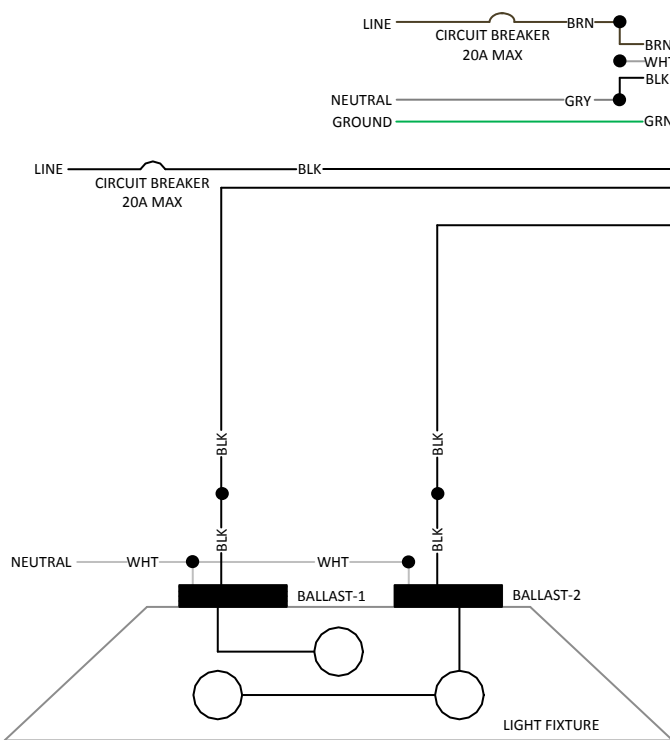 LINE
BRN
CIRCUIT BREAKER
20A MAX
BRN
WHT
BLK
NEUTRAL
GRY
GROUND
GRN
LINE
BLK
CIRCUIT BREAKER
20A MAX
BLK
BLK
BLK
BLK
NEUTRAL
WHT
WHT
BALLAST-1
BALLAST-2
LIGHT FIXTURE